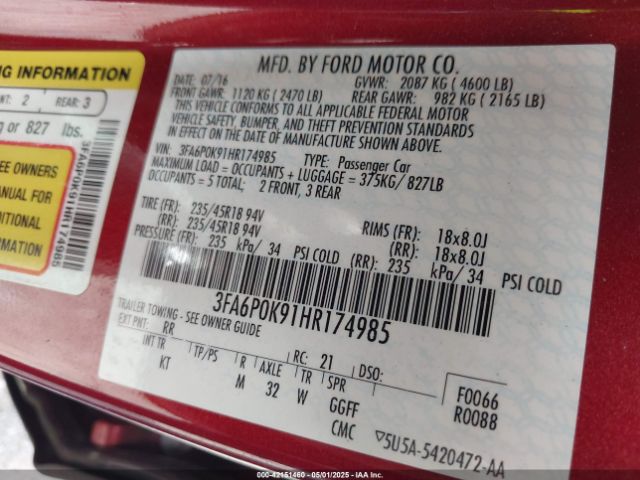 NG INFORMATION
NT: 2 REAR: 3
g or 827 lbs.
EE OWNERS
ANUAL FOR
DITIONAL
ORMATION
3FA6P0K91HR174985
MFD. BY FORD MOTOR CO.
DATE: 07/16 GVWR: 2087 KG ( 4600 LB)
FRONT GAWR: 1120 KG ( 2470 LB) REAR GAWR: 982 KG ( 2165 LB)
THIS VEHICLE CONFORMS TO ALL APPLICABLE FEDERAL MOTOR
VEHICLE SAFETY, BUMPER, AND THEFT PREVENTION STANDARDS
IN EFFECT ON THE DATE OF MANUFACTURE SHOWN ABOVE.
VIN: 3FA6P0K91HR174985 TYPE: Passenger Car
MAXIMUM LOAD = OCCUPANTS + LUGGAGE = 375KG/ 827LB
OCCUPANTS = 5 TOTAL; 2 FRONT, 3 REAR
TIRE (FR): 235/45R18 94V RIMS (FR): 18x8.0J
(RR): 235/45R18 94V (RR): 18x8.0J
PRESSURE (FR): 235 kPa/ 34 PSI COLD (RR): 235 kPa/ 34 PSI COLD
3FA6P0K91HR174985
TRAILER TOWING - SEE OWNER GUIDE
EXT PNT: RR RC: 21 DSO:
INT TR TP/PS R AXLE TR SPR
KT M 32 W GGFF
CMC
F0066
R0088
▽5U5A-5420472-AA
000-42151460 - 05/01/2025 - IAAI.COM